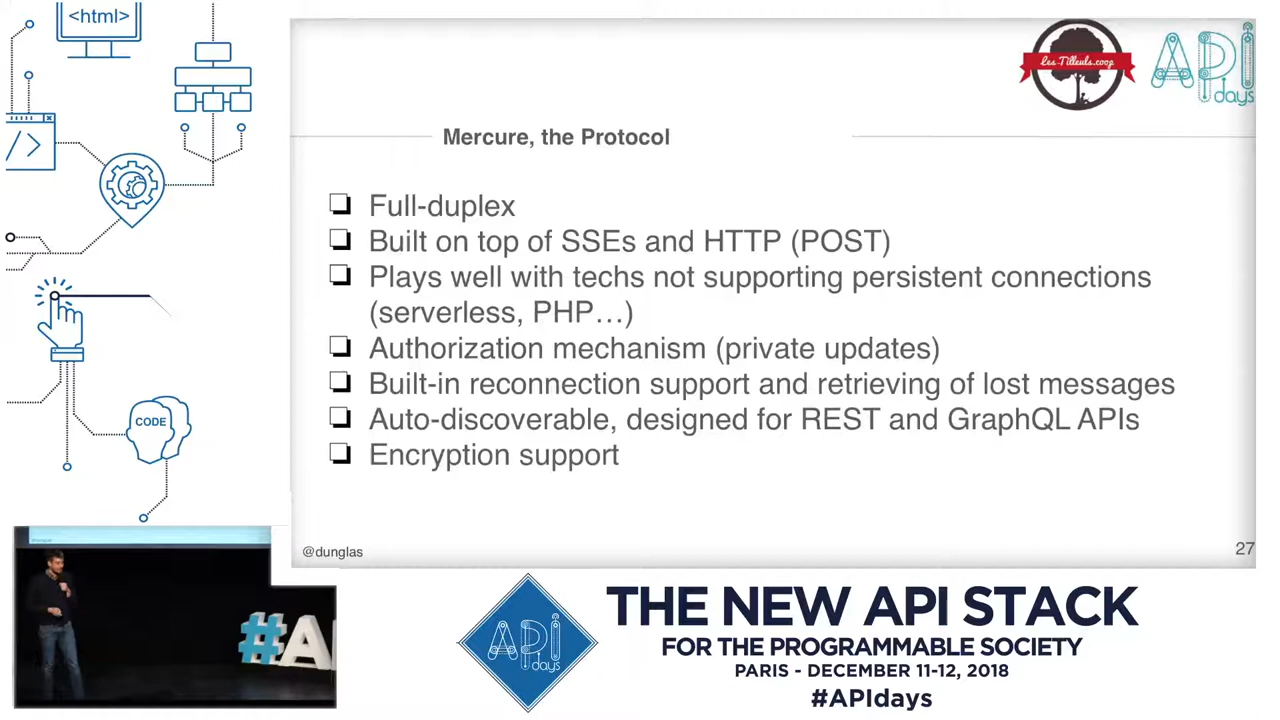 <html>
</>
CODE
Les-Tilleuls.coop
API
days
Mercure, the Protocol
❏ Full-duplex
❏ Built on top of SSEs and HTTP (POST)
❏ Plays well with techs not supporting persistent connections
(serverless, PHP…)
❏ Authorization mechanism (private updates)
❏ Built-in reconnection support and retrieving of lost messages
❏ Auto-discoverable, designed for REST and GraphQL APIs
❏ Encryption support
@dunglas
27
#A
API
days
THE NEW API STACK
FOR THE PROGRAMMABLE SOCIETY
PARIS - DECEMBER 11-12, 2018
#APIdays